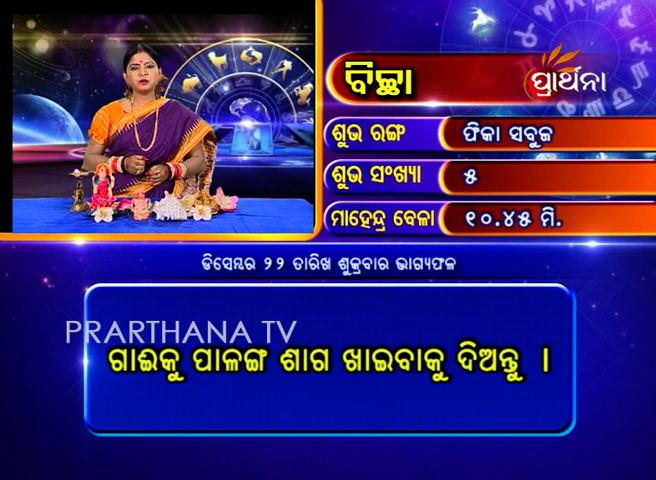 ବିଚ୍ଛା
ପ୍ରାର୍ଥନା
ଶୁଭ ରଙ୍ଗ ଫିକା ସବୁଜ
ଶୁଭ ସଂଖ୍ୟା ୫
ମାହେନ୍ଦ୍ର ବେଳା ୧୦.୪୫ ମି.
ଡିସେମ୍ବର ୨୨ ତାରିଖ ଶୁକ୍ରବାର ଭାଗ୍ୟଫଳ
PRARTHANA TV
ଗାଈକୁ ପାଳଙ୍ଗ ଶାଗ ଖାଇବାକୁ ଦିଅନ୍ତୁ ।